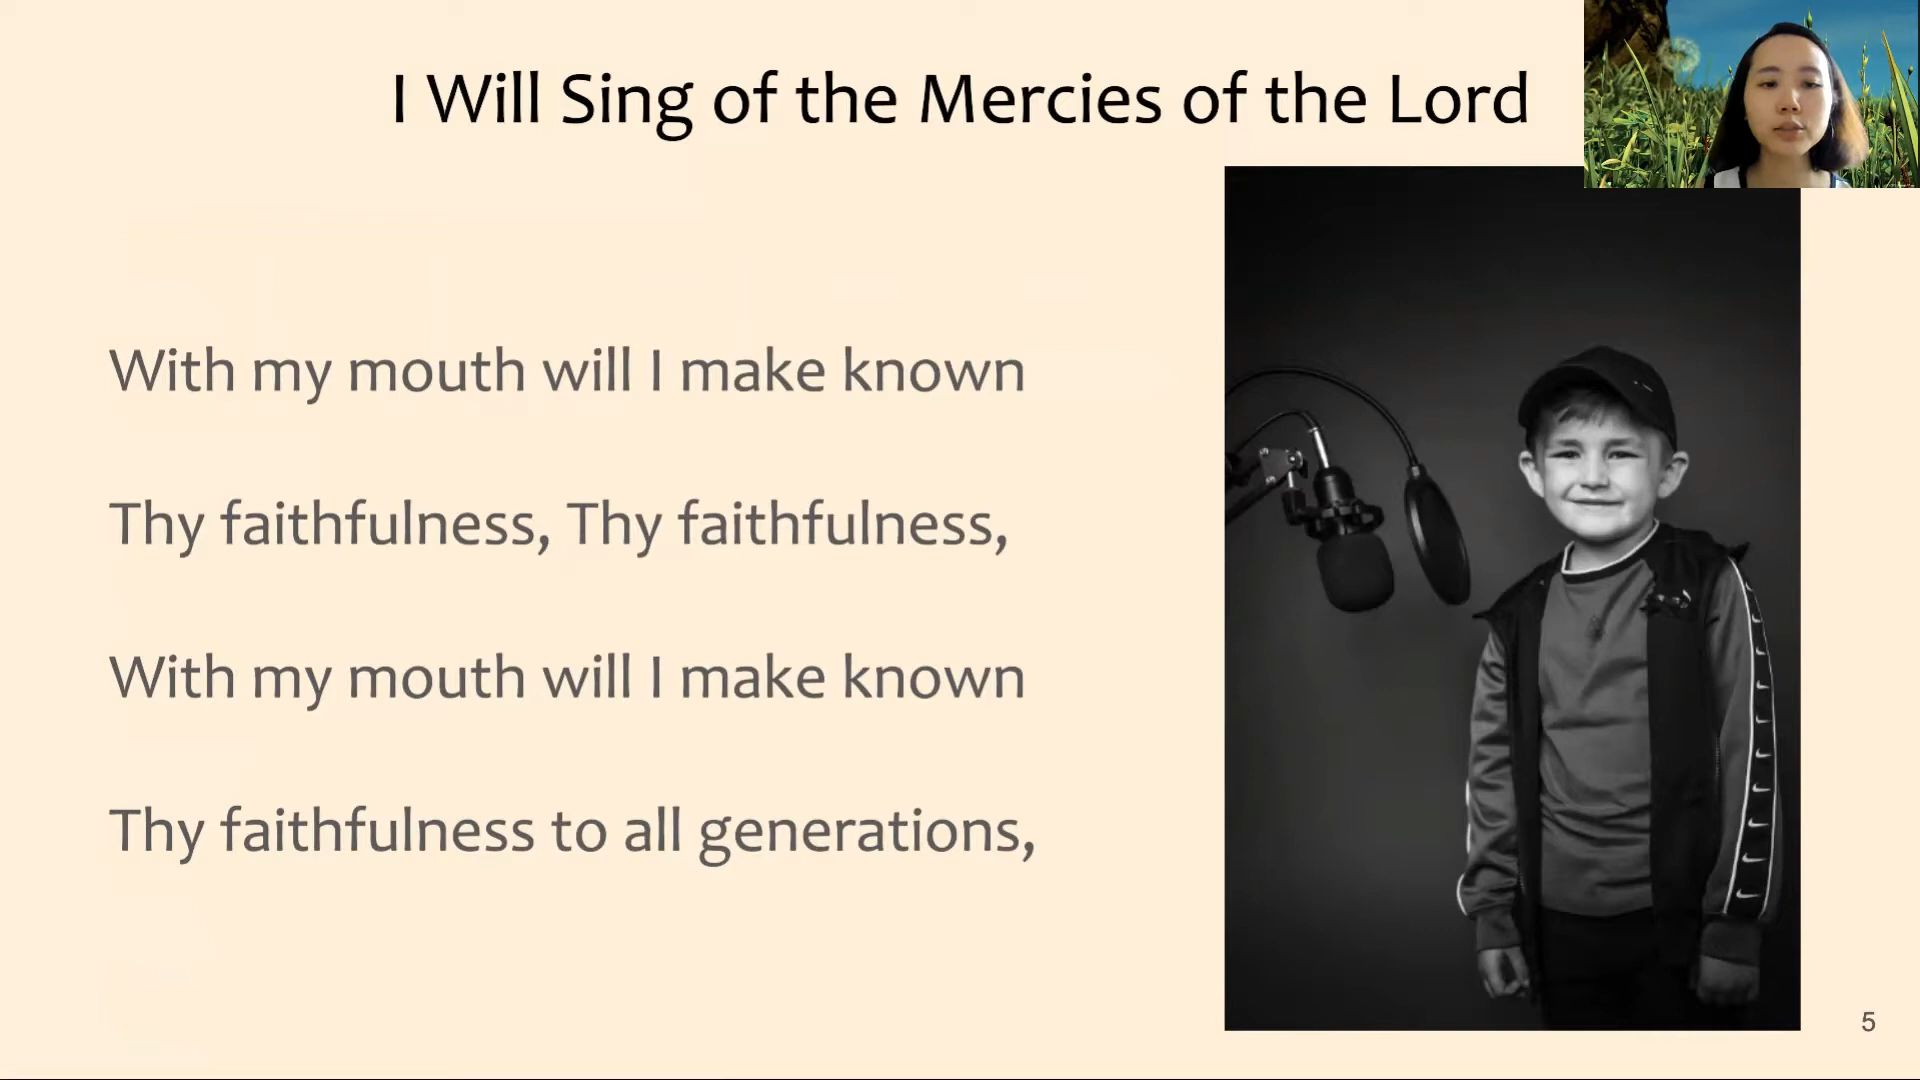 I Will Sing of the Mercies of the Lord
With my mouth will I make known
Thy faithfulness, Thy faithfulness,
With my mouth will I make known
Thy faithfulness to all generations,
5